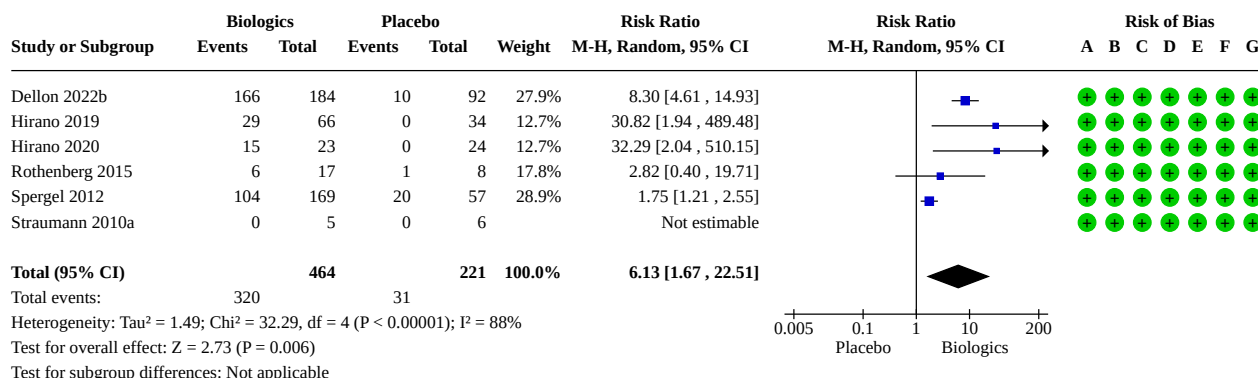 Biologics Placebo Risk Ratio Risk Ratio Risk of Bias
Study or Subgroup Events Total Events Total Weight M-H, Random, 95% CI M-H, Random, 95% CI A B C D E F G
Dellon 2022b 166 184 10 92 27.9% 8.30 [4.61 , 14.93] + + + + + + +
Hirano 2019 29 66 0 34 12.7% 30.82 [1.94 , 489.48] + + + + + + +
Hirano 2020 15 23 0 24 12.7% 32.29 [2.04 , 510.15] + + + + + + +
Rothenberg 2015 6 17 1 8 17.8% 2.82 [0.40 , 19.71] + + + + + + +
Spergel 2012 104 169 20 57 28.9% 1.75 [1.21 , 2.55] + + + + + + +
Straumann 2010a 0 5 0 6 Not estimable + + + + + + +
Total (95% CI) 464 221 100.0% 6.13 [1.67 , 22.51]
Total events: 320 31
Heterogeneity: Tau² = 1.49; Chi² = 32.29, df = 4 (P < 0.00001); I² = 88%
0.005 0.1 1 10 200
Test for overall effect: Z = 2.73 (P = 0.006)
Placebo Biologics
Test for subgroup differences: Not applicable